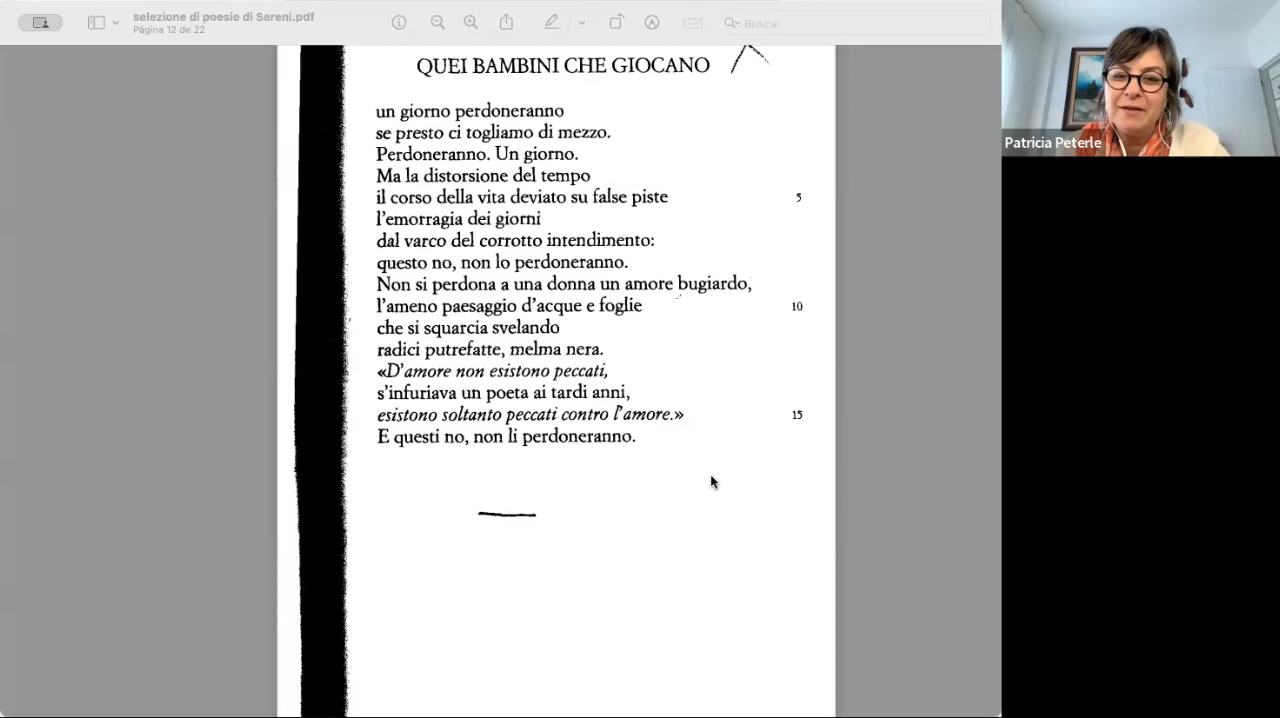 selezione di poesie di Sereni.pdf
Página 12 de 22
Buscar
QUEI BAMBINI CHE GIOCANO
un giorno perdoneranno
se presto ci togliamo di mezzo.
Perdoneranno. Un giorno.
Ma la distorsione del tempo
il corso della vita deviato su false piste 5
l'emorragia dei giorni
dal varco del corrotto intendimento:
questo no, non lo perdoneranno.
Non si perdona a una donna un amore bugiardo,
l'ameno paesaggio d'acque e foglie 10
che si squarcia svelando
radici putrefatte, melma nera.
«D'amore non esistono peccati,
s'infuriava un poeta ai tardi anni,
esistono soltanto peccati contro l'amore.» 15
E questi no, non li perdoneranno.
Patricia Peterle